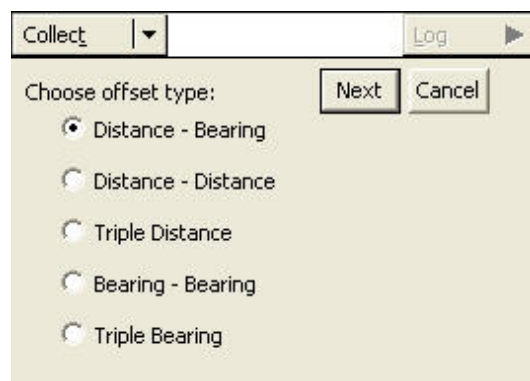 Collect Log
Choose offset type: Next Cancel
Distance - Bearing
Distance - Distance
Triple Distance
Bearing - Bearing
Triple Bearing